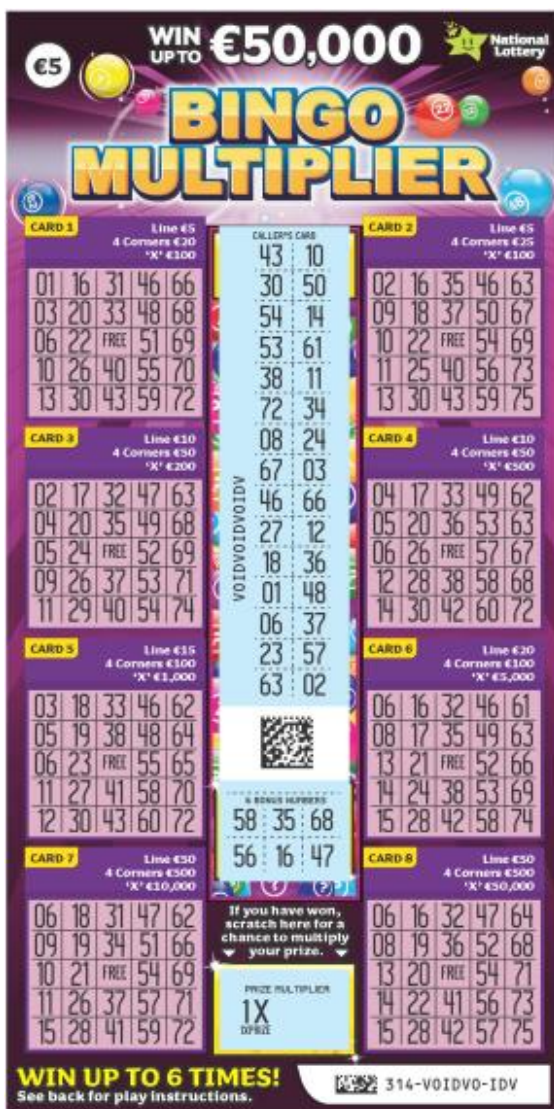 €5
WIN UP TO €50,000
National Lottery
BINGO
MULTIPLIER
CARD 1
Line €5
4 Corners €20
'X' €100
01 16 31 46 66
03 20 33 48 68
06 22 FREE 51 69
10 26 40 55 70
13 30 43 59 72
CALLER'S CARD
43 10
30 50
54 14
53 61
38 11
72 34
08 24
67 03
46 66
27 12
18 36
01 48
06 37
23 57
63 02
VOIDVOIDVOIDV
6 BONUS NUMBERS
58 35 68
56 16 47
CARD 2
Line €5
4 Corners €25
'X' €100
02 16 35 46 63
09 18 37 50 67
10 22 FREE 54 69
11 25 40 56 73
13 30 43 59 75
CARD 3
Line €10
4 Corners €50
'X' €200
02 17 32 47 63
04 20 35 49 68
05 24 FREE 52 69
09 26 37 53 71
11 29 40 54 74
CARD 4
Line €10
4 Corners €50
'X' €500
04 17 33 49 62
05 20 36 53 63
06 26 FREE 57 67
12 28 38 58 68
14 30 42 60 72
CARD 5
Line €15
4 Corners €100
'X' €1,000
03 18 33 46 62
05 19 38 48 64
06 23 FREE 55 65
11 27 41 58 70
12 30 43 60 72
CARD 6
Line €20
4 Corners €100
'X' €5,000
06 16 32 46 61
08 17 35 49 63
13 21 FREE 52 66
14 24 38 53 69
15 28 42 58 74
CARD 7
Line €50
4 Corners €500
'X' €10,000
06 18 31 47 62
09 19 34 51 66
10 21 FREE 54 69
11 26 37 57 71
15 28 41 59 72
If you have won,
scratch here for a
chance to multiply
your prize.
PRIZE MULTIPLIER
1X
CARD 8
Line €50
4 Corners €500
'X' €50,000
06 16 32 47 64
08 19 36 52 68
13 20 FREE 54 71
14 22 41 56 73
15 28 42 57 75
WIN UP TO 6 TIMES!
See back for play instructions.
314-VOIDVO-IDV